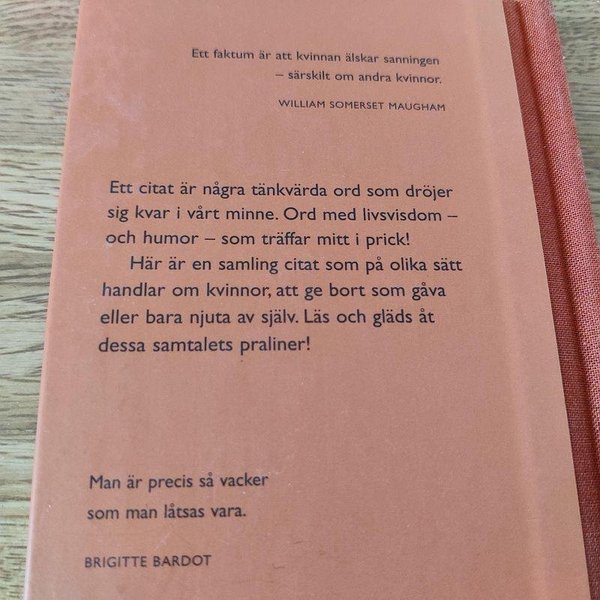 Ett faktum är att kvinnan älskar sanningen
– särskilt om andra kvinnor.
WILLIAM SOMERSET MAUGHAM
Ett citat är några tänkvärda ord som dröjer
sig kvar i vårt minne. Ord med livsvisdom –
och humor – som träffar mitt i prick!
Här är en samling citat som på olika sätt
handlar om kvinnor, att ge bort som gåva
eller bara njuta av själv. Läs och gläds åt
dessa samtalets praliner!
Man är precis så vacker
som man låtsas vara.
BRIGITTE BARDOT